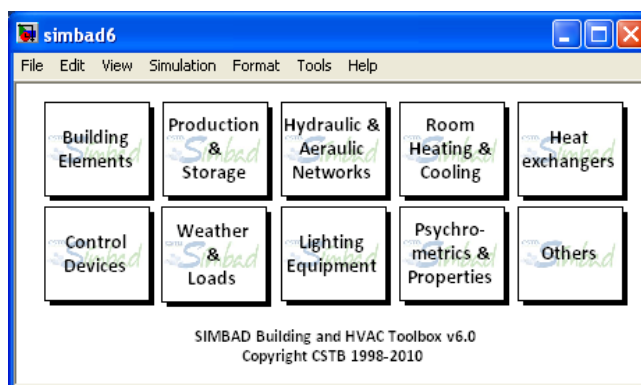 simbad6
File Edit View Simulation Format Tools Help
Building
Elements
Production
&
Storage
Hydraulic &
Aeraulic
Networks
Room
Heating &
Cooling
Heat
exchangers
Control
Devices
Weather
&
Loads
Lighting
Equipment
Psychro-
metrics &
Properties
Others
SIMBAD Building and HVAC Toolbox v6.0
Copyright CSTB 1998-2010